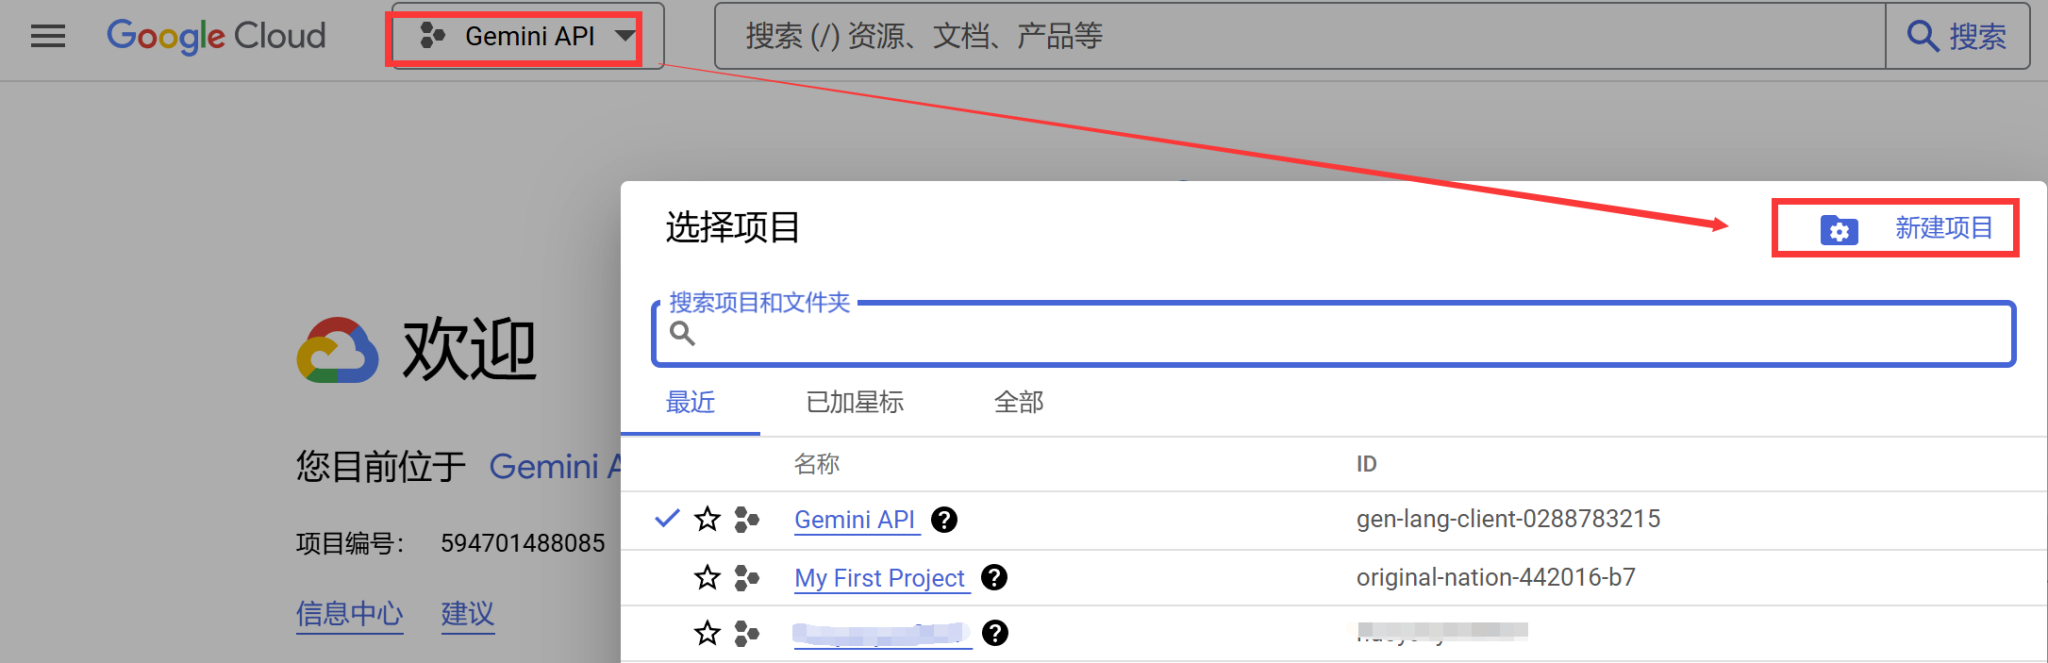 Google Cloud
Gemini API
搜索 (/) 资源、文档、产品等
搜索
选择项目
新建项目
搜索项目和文件夹
欢迎
最近 已加星标 全部
您目前位于 Gemini A
名称 ID
Gemini API gen-lang-client-0288783215
项目编号： 594701488085
My First Project original-nation-442016-b7
信息中心 建议